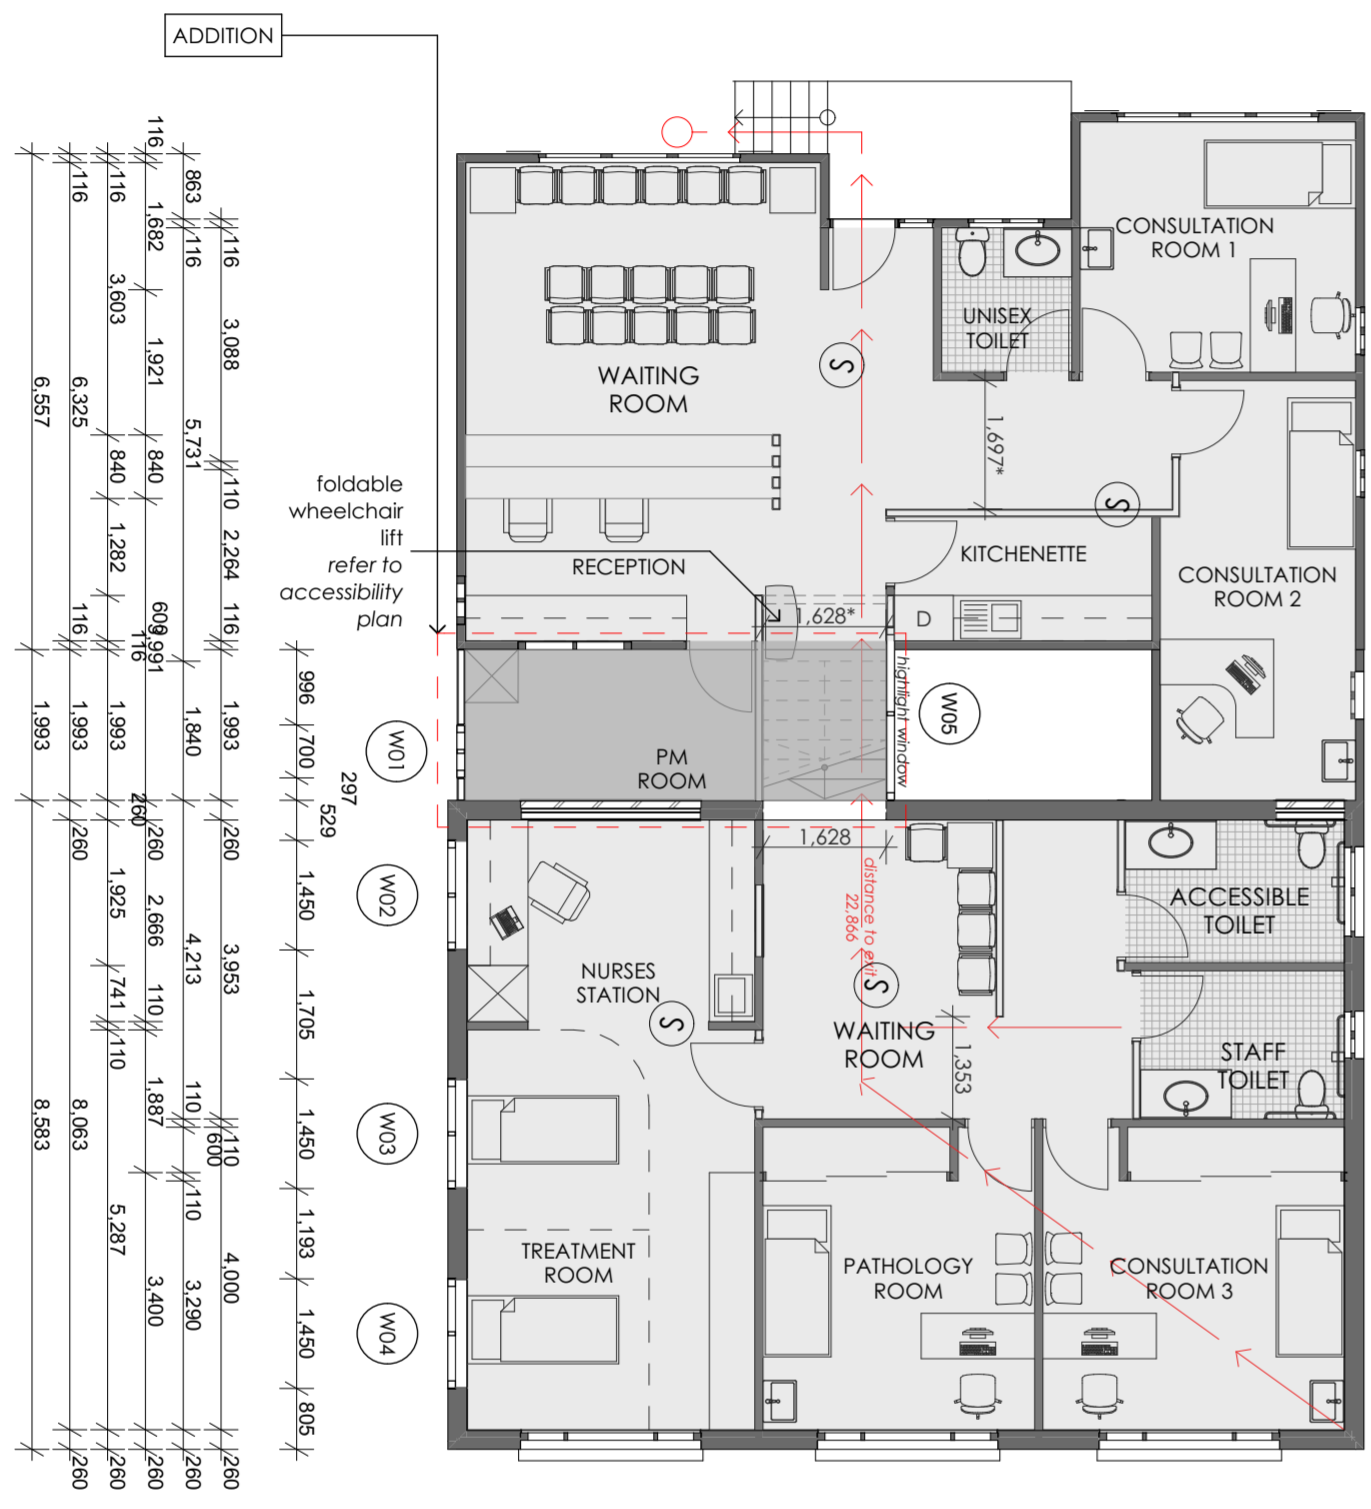 ADDITION
116
863
116
116
1,682
116
116
3,603
3,088
1,921
6,557
6,325
5,731
840
840
110
1,282
2,264
116
600
116
1,991
116
996
1,993
1,993
1,993
1,840
1,993
700
297
529
260
260
260
260
1,450
1,925
2,666
4,213
3,953
741
110
110
1,705
8,583
8,063
1,887
110
110
600
1,450
110
5,287
1,193
3,400
3,290
4,000
1,450
805
260
260
260
260
260
foldable
wheelchair
lift
refer to
accessibility
plan
CONSULTATION
ROOM 1
UNISEX
TOILET
WAITING
ROOM
S
1,697*
S
RECEPTION
KITCHENETTE
CONSULTATION
ROOM 2
1,628*
D
highlight window
W05
PM
ROOM
W01
1,628
distance to exit
22,866
W02
NURSES
STATION
S
S
WAITING
ROOM
1,353
ACCESSIBLE
TOILET
STAFF
TOILET
W03
TREATMENT
ROOM
PATHOLOGY
ROOM
CONSULTATION
ROOM 3
W04